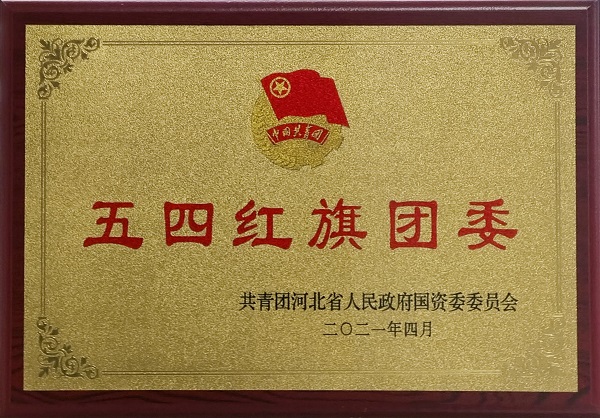 中国共青团
五四红旗团委
共青团河北省人民政府国资委委员会
二〇二一年四月